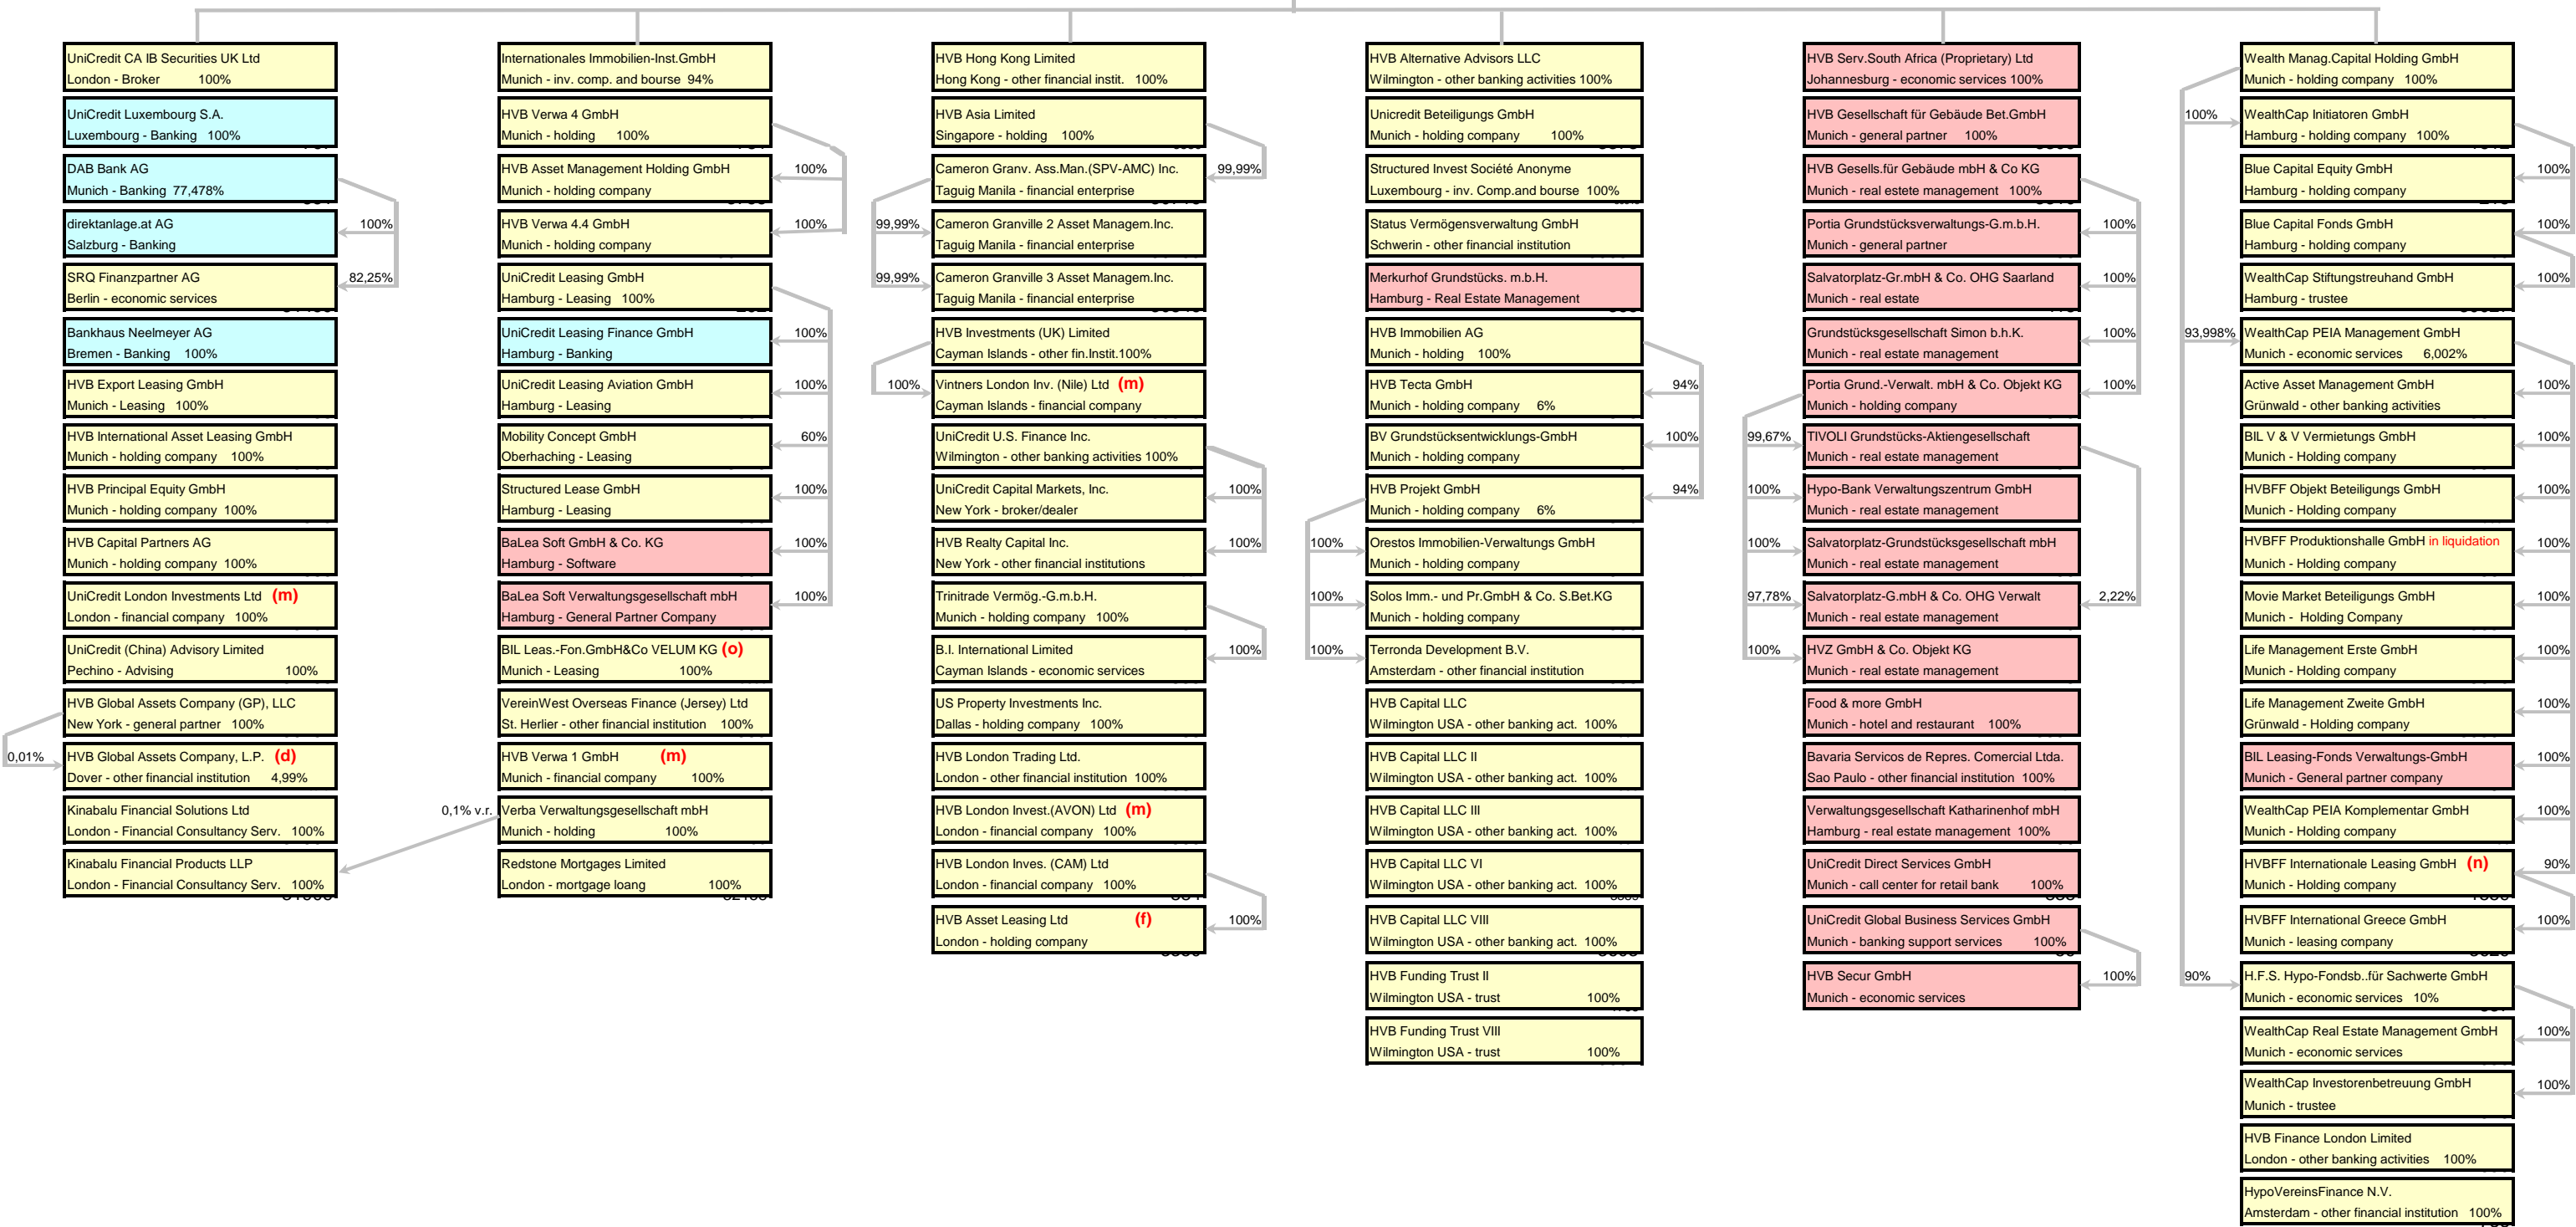 UniCredit CA IB Securities UK Ltd
London - Broker 100%
UniCredit Luxembourg S.A.
Luxembourg - Banking 100%
DAB Bank AG
Munich - Banking 77,478%
direktanlage.at AG
Salzburg - Banking
100%
SRQ Finanzpartner AG
Berlin - economic services
82,25%
Bankhaus Neelmeyer AG
Bremen - Banking 100%
HVB Export Leasing GmbH
Munich - Leasing 100%
HVB International Asset Leasing GmbH
Munich - holding company 100%
HVB Principal Equity GmbH
Munich - holding company 100%
HVB Capital Partners AG
Munich - holding company 100%
UniCredit London Investments Ltd (m)
London - financial company 100%
UniCredit (China) Advisory Limited
Pechino - Advising 100%
HVB Global Assets Company (GP), LLC
New York - general partner 100%
0,01%
HVB Global Assets Company, L.P. (d)
Dover - other financial institution 4,99%
Kinabalu Financial Solutions Ltd
London - Financial Consultancy Serv. 100%
Kinabalu Financial Products LLP
London - Financial Consultancy Serv. 100%
Internationales Immobilien-Inst.GmbH
Munich - inv. comp. and bourse 94%
HVB Verwa 4 GmbH
Munich - holding 100%
HVB Asset Management Holding GmbH
Munich - holding company
100%
HVB Verwa 4.4 GmbH
Munich - holding company
100%
UniCredit Leasing GmbH
Hamburg - Leasing 100%
UniCredit Leasing Finance GmbH
Hamburg - Banking
100%
UniCredit Leasing Aviation GmbH
Hamburg - Leasing
100%
Mobility Concept GmbH
Oberhaching - Leasing
60%
Structured Lease GmbH
Hamburg - Leasing
100%
BaLea Soft GmbH & Co. KG
Hamburg - Software
100%
BaLea Soft Verwaltungsgesellschaft mbH
Hamburg - General Partner Company
100%
BIL Leas.-Fon.GmbH&Co VELUM KG (o)
Munich - Leasing 100%
VereinWest Overseas Finance (Jersey) Ltd
St. Herlier - other financial institution 100%
HVB Verwa 1 GmbH (m)
Munich - financial company 100%
0,1% v.r.
Verba Verwaltungsgesellschaft mbH
Munich - holding 100%
Redstone Mortgages Limited
London - mortgage loang 100%
HVB Hong Kong Limited
Hong Kong - other financial instit. 100%
HVB Asia Limited
Singapore - holding 100%
Cameron Granv. Ass.Man.(SPV-AMC) Inc.
Taguig Manila - financial enterprise
99,99%
99,99%
Cameron Granville 2 Asset Managem.Inc.
Taguig Manila - financial enterprise
99,99%
Cameron Granville 3 Asset Managem.Inc.
Taguig Manila - financial enterprise
HVB Investments (UK) Limited
Cayman Islands - other fin.Instit.100%
100%
Vintners London Inv. (Nile) Ltd (m)
Cayman Islands - financial company
UniCredit U.S. Finance Inc.
Wilmington - other banking activities 100%
UniCredit Capital Markets, Inc.
New York - broker/dealer
100%
HVB Realty Capital Inc.
New York - other financial institutions
100%
Trinitrade Vermög.-G.m.b.H.
Munich - holding company 100%
B.I. International Limited
Cayman Islands - economic services
100%
US Property Investments Inc.
Dallas - holding company 100%
HVB London Trading Ltd.
London - other financial institution 100%
HVB London Invest.(AVON) Ltd (m)
London - financial company 100%
HVB London Inves. (CAM) Ltd
London - financial company 100%
HVB Asset Leasing Ltd (f)
London - holding company
100%
HVB Alternative Advisors LLC
Wilmington - other banking activities 100%
Unicredit Beteiligungs GmbH
Munich - holding company 100%
Structured Invest Société Anonyme
Luxembourg - inv. Comp.and bourse 100%
Status Vermögensverwaltung GmbH
Schwerin - other financial institution
Merkurhof Grundstücks. m.b.H.
Hamburg - Real Estate Management
HVB Immobilien AG
Munich - holding 100%
HVB Tecta GmbH
Munich - holding company 6%
94%
BV Grundstücksentwicklungs-GmbH
Munich - holding company
100%
HVB Projekt GmbH
Munich - holding company 6%
94%
100%
Orestos Immobilien-Verwaltungs GmbH
Munich - holding company
100%
Solos Imm.- und Pr.GmbH & Co. S.Bet.KG
Munich - holding company
100%
Terronda Development B.V.
Amsterdam - other financial institution
HVB Capital LLC
Wilmington USA - other banking act. 100%
HVB Capital LLC II
Wilmington USA - other banking act. 100%
HVB Capital LLC III
Wilmington USA - other banking act. 100%
HVB Capital LLC VI
Wilmington USA - other banking act. 100%
HVB Capital LLC VIII
Wilmington USA - other banking act. 100%
HVB Funding Trust II
Wilmington USA - trust 100%
HVB Funding Trust VIII
Wilmington USA - trust 100%
HVB Serv.South Africa (Proprietary) Ltd
Johannesburg - economic services 100%
HVB Gesellschaft für Gebäude Bet.GmbH
Munich - general partner 100%
HVB Gesells.für Gebäude mbH & Co KG
Munich - real estate management 100%
Portia Grundstücksverwaltungs-G.m.b.H.
Munich - general partner
100%
Salvatorplatz-Gr.mbH & Co. OHG Saarland
Munich - real estate
100%
Grundstücksgesellschaft Simon b.h.K.
Munich - real estate management
100%
Portia Grund.-Verwalt. mbH & Co. Objekt KG
Munich - holding company
100%
99,67%
TIVOLI Grundstücks-Aktiengesellschaft
Munich - real estate management
100%
Hypo-Bank Verwaltungszentrum GmbH
Munich - real estate management
100%
Salvatorplatz-Grundstücksgesellschaft mbH
Munich - real estate management
97,78%
Salvatorplatz-G.mbH & Co. OHG Verwalt
Munich - real estate management
2,22%
100%
HVZ GmbH & Co. Objekt KG
Munich - real estate management
Food & more GmbH
Munich - hotel and restaurant 100%
Bavaria Servicos de Repres. Comercial Ltda.
Sao Paulo - other financial institution 100%
Verwaltungsgesellschaft Katharinenhof mbH
Hamburg - real estate management 100%
UniCredit Direct Services GmbH
Munich - call center for retail bank 100%
UniCredit Global Business Services GmbH
Munich - banking support services 100%
HVB Secur GmbH
Munich - economic services
100%
Wealth Manag.Capital Holding GmbH
Munich - holding company 100%
100%
WealthCap Initiatoren GmbH
Hamburg - holding company 100%
Blue Capital Equity GmbH
Hamburg - holding company
100%
Blue Capital Fonds GmbH
Hamburg - holding company
100%
WealthCap Stiftungstreuhand GmbH
Hamburg - trustee
100%
93,998%
WealthCap PEIA Management GmbH
Munich - economic services 6,002%
Active Asset Management GmbH
Grünwald - other banking activities
100%
BIL V & V Vermietungs GmbH
Munich - Holding company
100%
HVBFF Objekt Beteiligungs GmbH
Munich - Holding company
100%
HVBFF Produktionshalle GmbH in liquidation
Munich - Holding company
100%
Movie Market Beteiligungs GmbH
Munich - Holding Company
100%
Life Management Erste GmbH
Munich - Holding company
100%
Life Management Zweite GmbH
Grünwald - Holding company
100%
BIL Leasing-Fonds Verwaltungs-GmbH
Munich - General partner company
100%
WealthCap PEIA Komplementar GmbH
Munich - Holding company
100%
HVBFF Internationale Leasing GmbH (n)
Munich - Holding company
90%
HVBFF International Greece GmbH
Munich - leasing company
100%
90%
H.F.S. Hypo-Fondsb..für Sachwerte GmbH
Munich - economic services 10%
WealthCap Real Estate Management GmbH
Munich - economic services
100%
WealthCap Investorenbetreuung GmbH
Munich - trustee
100%
HVB Finance London Limited
London - other banking activities 100%
HypoVereinsFinance N.V.
Amsterdam - other financial institution 100%